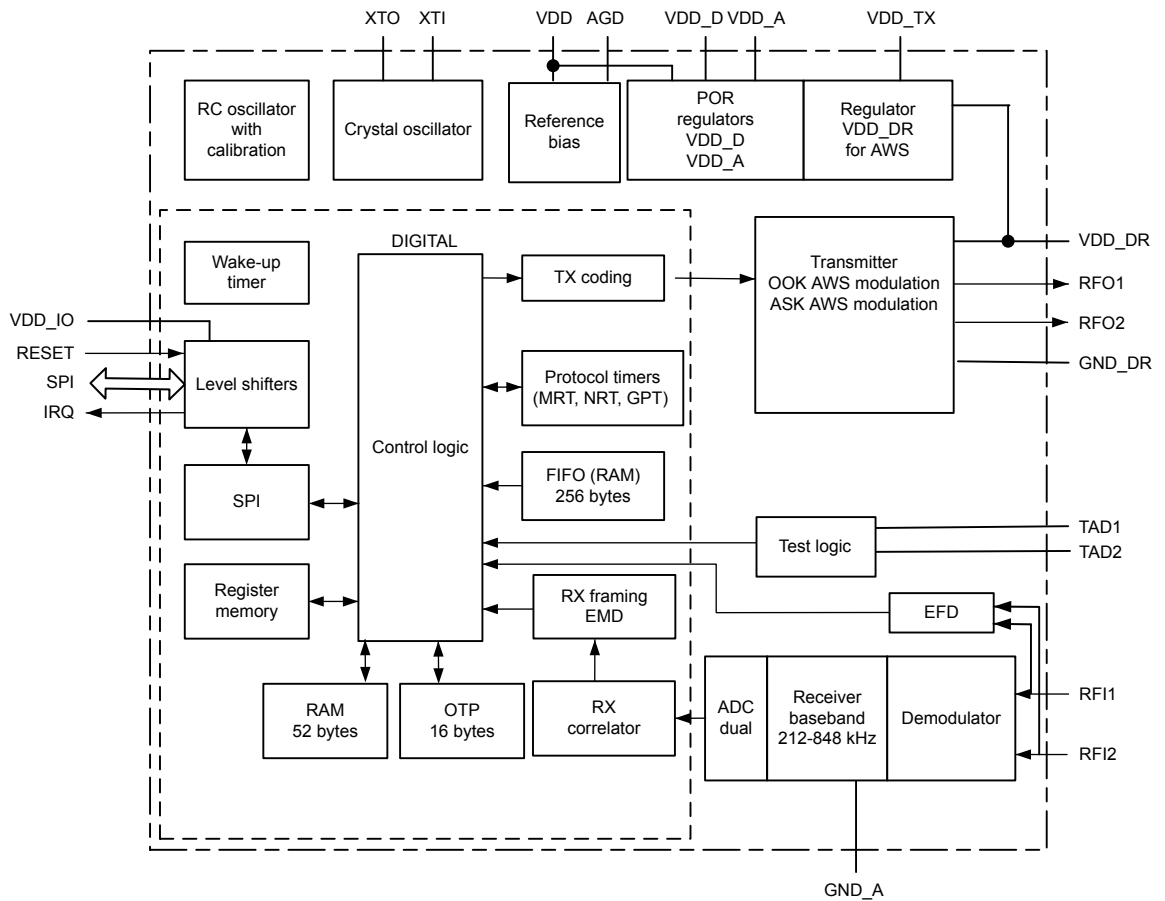 XTO
XTI
VDD
AGD
VDD_D
VDD_A
VDD_TX
RC oscillator
with
calibration
Crystal oscillator
Reference
bias
POR
regulators
VDD_D
VDD_A
Regulator
VDD_DR
for AWS
DIGITAL
Wake-up
timer
TX coding
Transmitter
OOK AWS modulation
ASK AWS modulation
VDD_DR
RFO1
RFO2
GND_DR
VDD_IO
RESET
SPI
IRQ
Level shifters
Control logic
Protocol timers
(MRT, NRT, GPT)
FIFO (RAM)
256 bytes
SPI
Test logic
TAD1
TAD2
Register
memory
RX framing
EMD
EFD
RAM
52 bytes
OTP
16 bytes
RX
correlator
ADC
dual
Receiver
baseband
212-848 kHz
Demodulator
RFI1
RFI2
GND_A